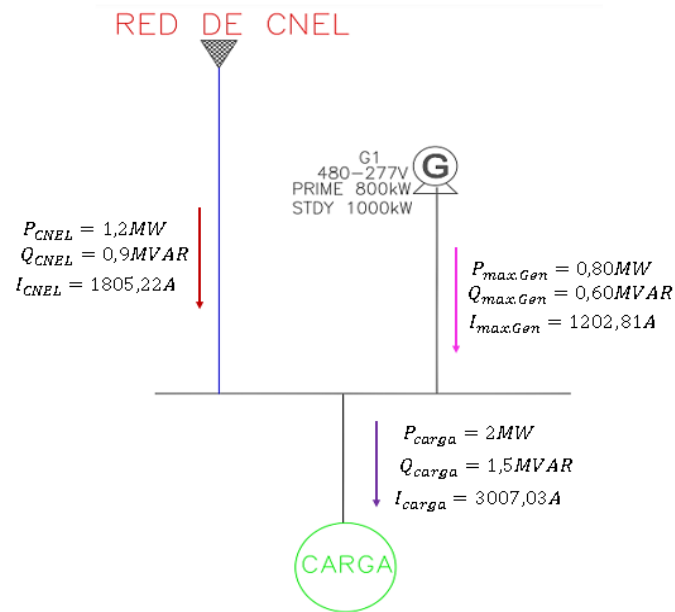 RED DE CNEL
G1
480-277V
PRIME 800kW
STDY 1000kW
G
P_CNEL = 1,2MW
Q_CNEL = 0,9MVAR
I_CNEL = 1805,22A
P_max.Gen = 0,80MW
Q_max.Gen = 0,60MVAR
I_max.Gen = 1202,81A
P_carga = 2MW
Q_carga = 1,5MVAR
I_carga = 3007,03A
CARGA